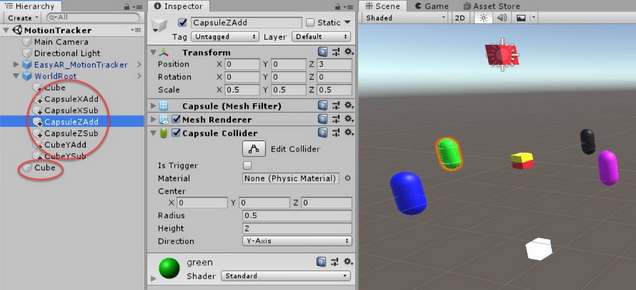 Hierarchy
Create
All
MotionTracker
Main Camera
Directional Light
EasyAR_MotionTracker
WorldRoot
Cube
CapsuleXAdd
CapsuleXSub
CapsuleZAdd
CapsuleZSub
CubeYAdd
CubeYSub
Cube
Inspector
CapsuleZAdd Static
Tag Untagged Layer Default
Transform
Position X 0 Y 0 Z 3
Rotation X 0 Y 0 Z 0
Scale X 0.5 Y 0.5 Z 0.5
Capsule (Mesh Filter)
Mesh Renderer
Capsule Collider
Edit Collider
Is Trigger
Material None (Physic Material)
Center
X 0 Y 0 Z 0
Radius 0.5
Height 2
Direction Y-Axis
green
Shader Standard
Scene Game Asset Store
Shaded 2D